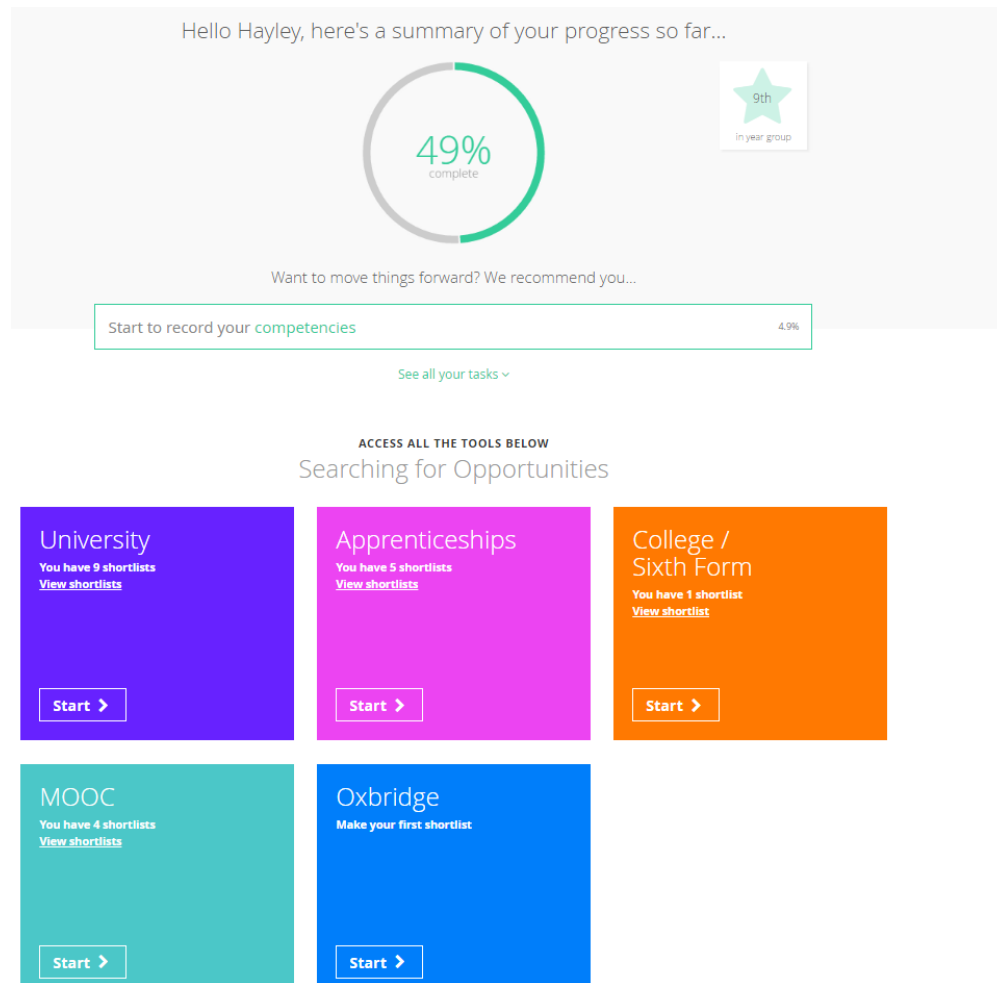 Hello Hayley, here's a summary of your progress so far...
49%
complete
9th
in year group
Want to move things forward? We recommend you...
Start to record your competencies
4.9%
See all your tasks
ACCESS ALL THE TOOLS BELOW
Searching for Opportunities
University
You have 9 shortlists
View shortlists
Start
Apprenticeships
You have 5 shortlists
View shortlists
Start
College /
Sixth Form
You have 1 shortlist
View shortlist
Start
MOOC
You have 4 shortlists
View shortlists
Start
Oxbridge
Make your first shortlist
Start